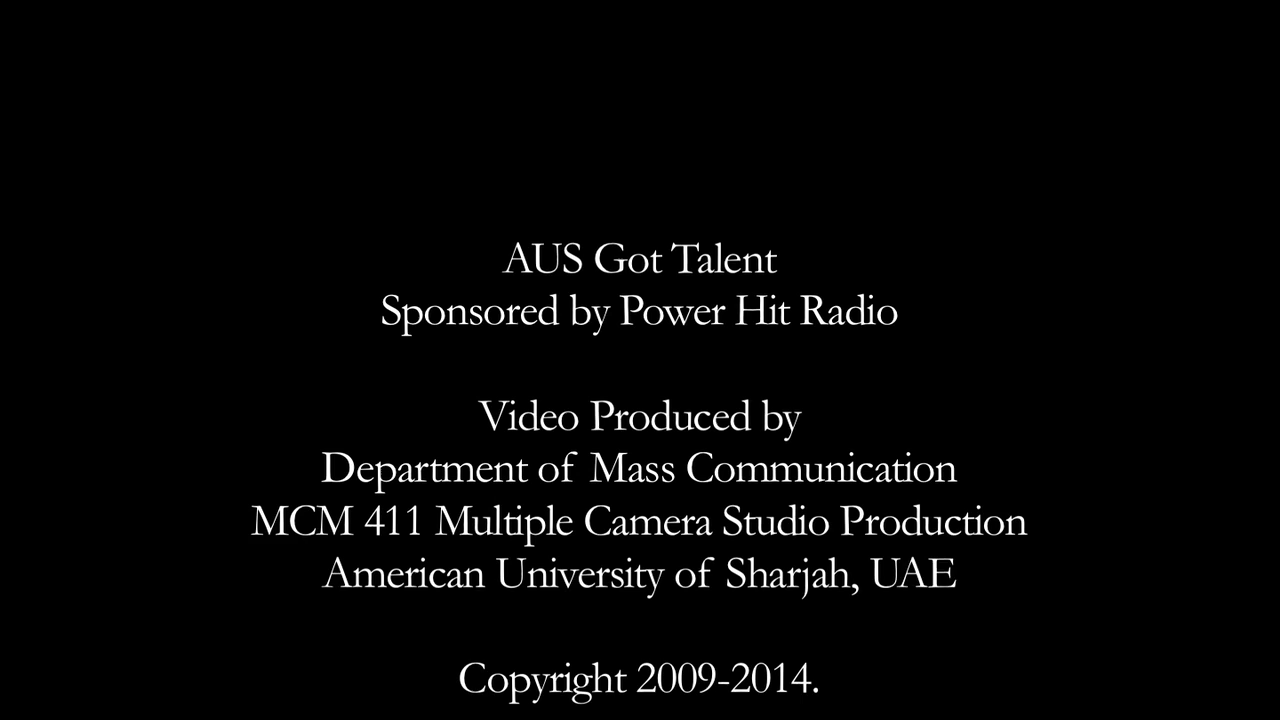 AUS Got Talent
Sponsored by Power Hit Radio
Video Produced by
Department of Mass Communication
MCM 411 Multiple Camera Studio Production
American University of Sharjah, UAE
Copyright 2009-2014.